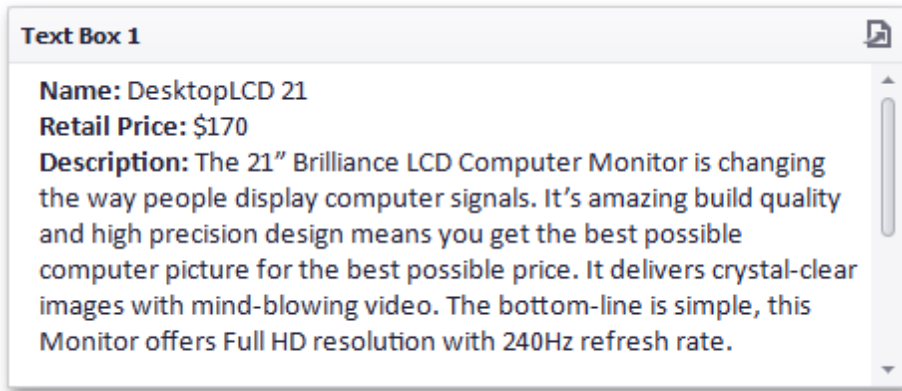 Text Box 1
Name: DesktopLCD 21
Retail Price: $170
Description: The 21” Brilliance LCD Computer Monitor is changing
the way people display computer signals. It’s amazing build quality
and high precision design means you get the best possible
computer picture for the best possible price. It delivers crystal-clear
images with mind-blowing video. The bottom-line is simple, this
Monitor offers Full HD resolution with 240Hz refresh rate.